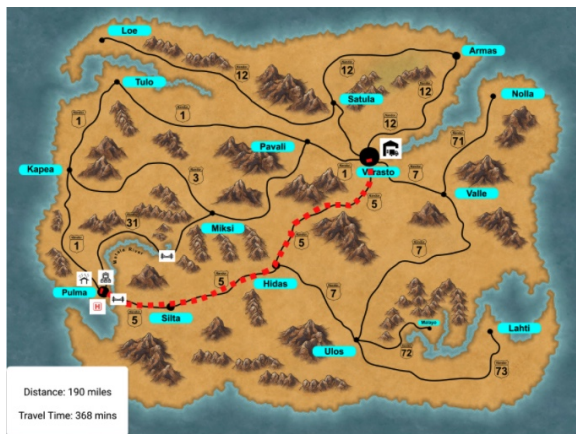 Loe
Armas
12
12
Tulo
12
Nolla
Satula
1
1
12
Pavali
71
Kapea
1
Varasto
7
3
Valle
5
31
Miksi
1
5
Pulma
H
5
Hidas
7
5
Silta
Ulos
72
Lahti
73
Distance: 190 miles
Travel Time: 368 mins